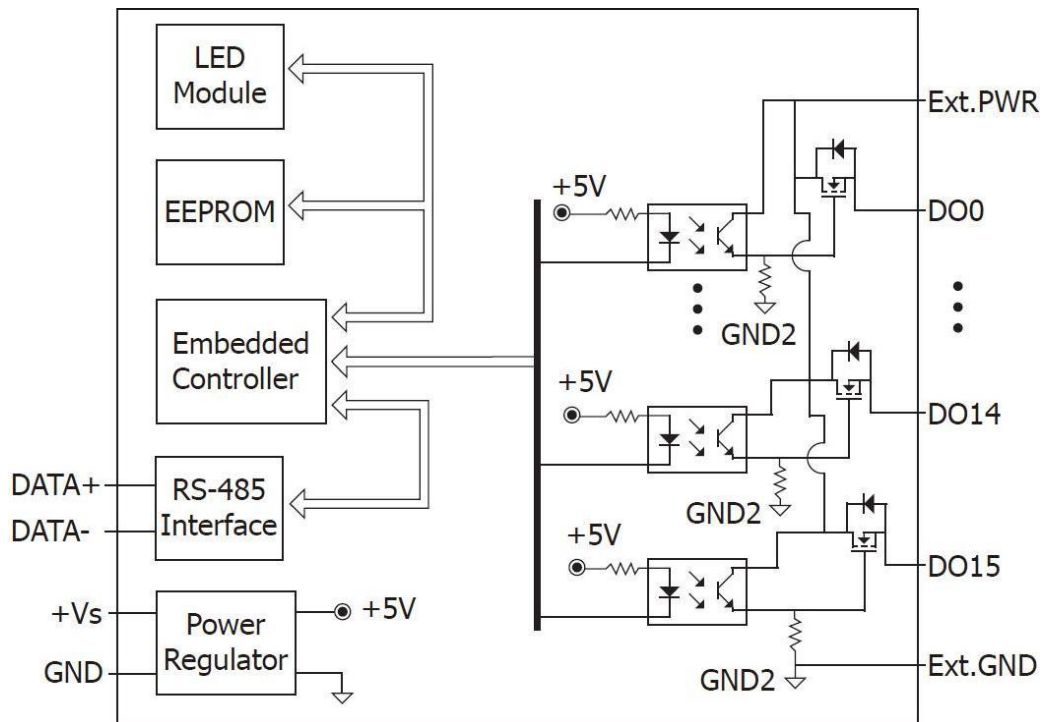 LED
Module
EEPROM
Embedded
Controller
DATA+
DATA-
RS-485
Interface
+Vs
GND
Power
Regulator
+5V
+5V
GND2
+5V
GND2
+5V
GND2
Ext.PWR
DO0
DO14
DO15
Ext.GND